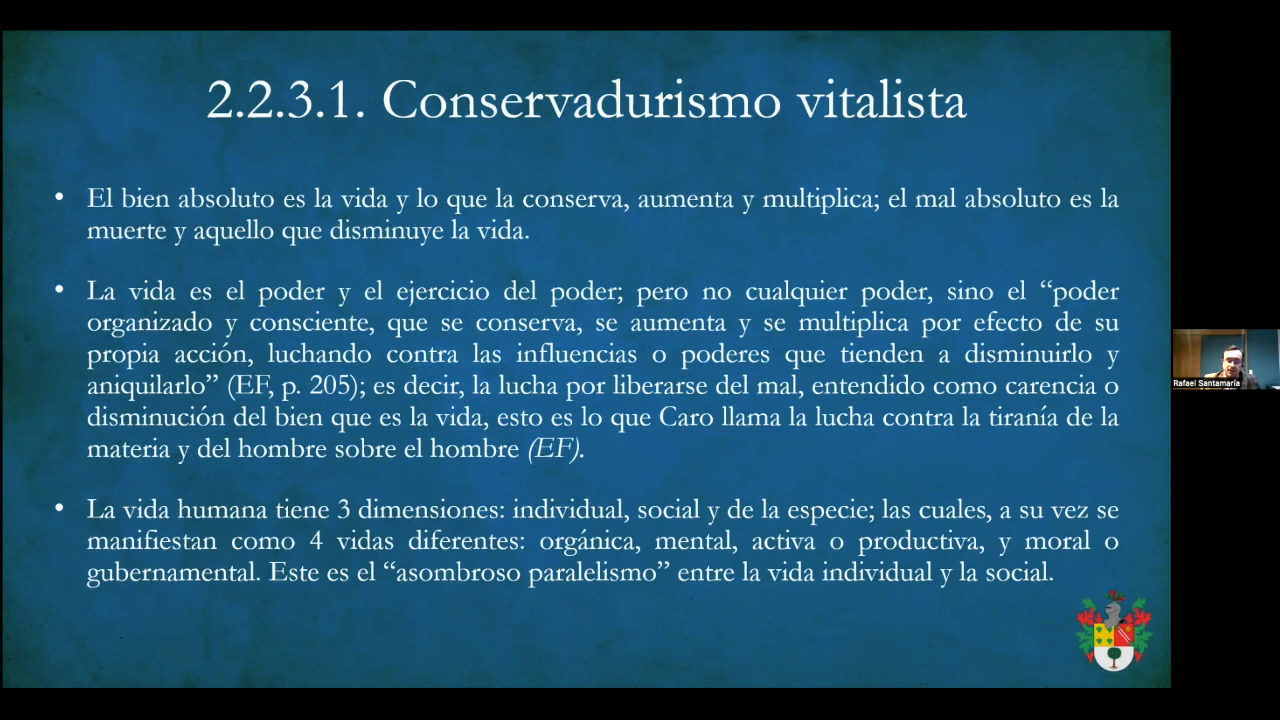 2.2.3.1. Conservadurismo vitalista
• El bien absoluto es la vida y lo que la conserva, aumenta y multiplica; el mal absoluto es la
muerte y aquello que disminuye la vida.
• La vida es el poder y el ejercicio del poder; pero no cualquier poder, sino el “poder
organizado y consciente, que se conserva, se aumenta y se multiplica por efecto de su
propia acción, luchando contra las influencias o poderes que tienden a disminuirlo y
aniquilarlo” (EF, p. 205); es decir, la lucha por liberarse del mal, entendido como carencia o
disminución del bien que es la vida, esto es lo que Caro llama la lucha contra la tiranía de la
materia y del hombre sobre el hombre (EF).
• La vida humana tiene 3 dimensiones: individual, social y de la especie; las cuales, a su vez se
manifiestan como 4 vidas diferentes: orgánica, mental, activa o productiva, y moral o
gubernamental. Este es el “asombroso paralelismo” entre la vida individual y la social.
Rafael Santamaría